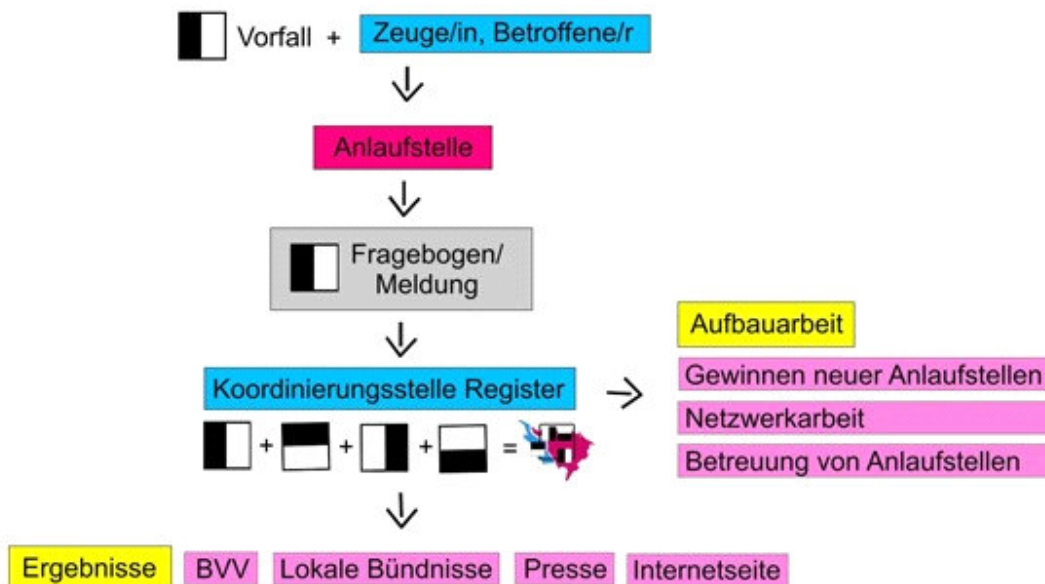 Vorfall + Zeuge/in, Betroffene/r
Anlaufstelle
Fragebogen/
Meldung
Koordinierungsstelle Register
+ + + =
Aufbauarbeit
Gewinnen neuer Anlaufstellen
Netzwerkarbeit
Betreuung von Anlaufstellen
Ergebnisse BVV Lokale Bündnisse Presse Internetseite